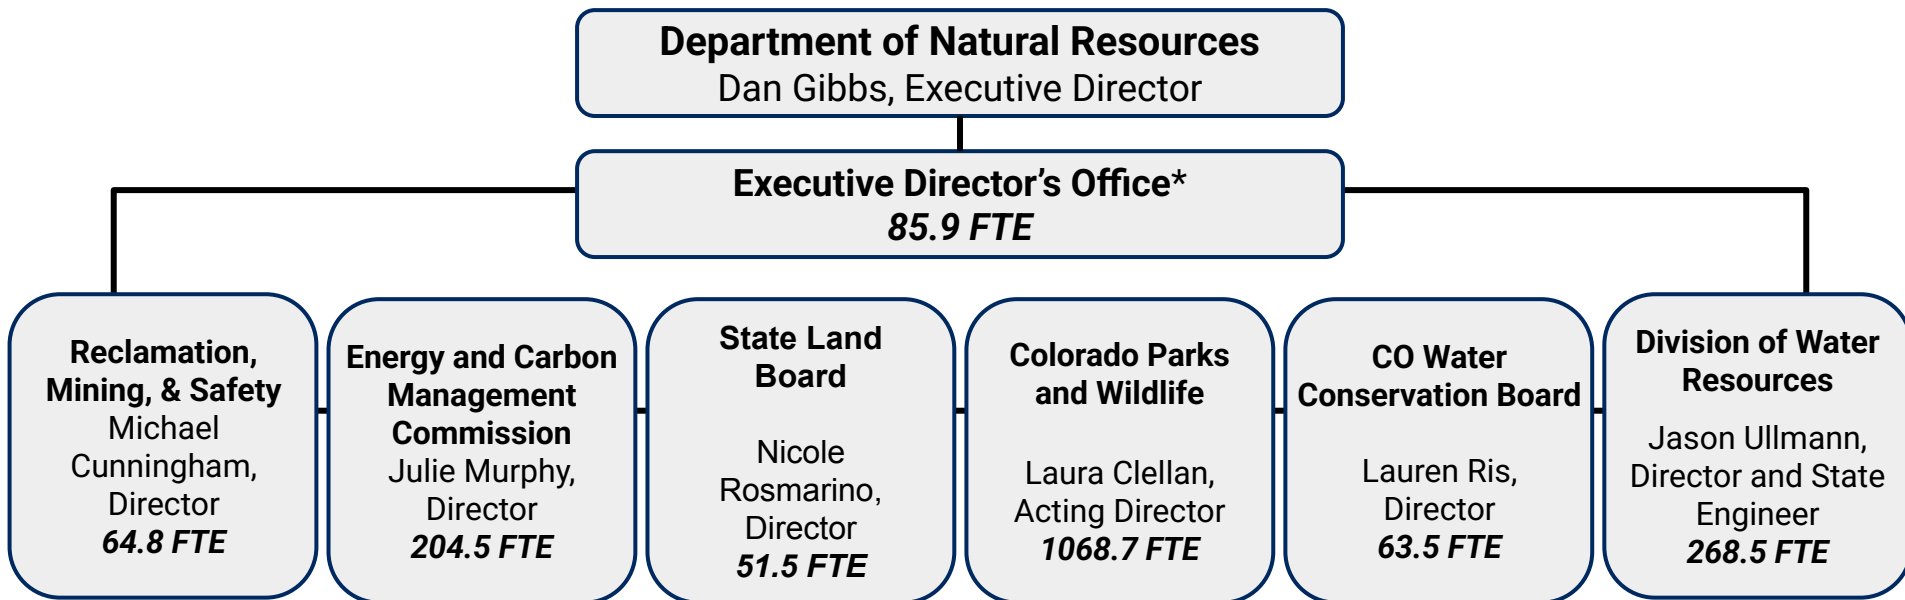 Department of Natural Resources
Dan Gibbs, Executive Director
Executive Director’s Office*
85.9 FTE
Reclamation,
Mining, & Safety
Michael
Cunningham,
Director
64.8 FTE
Energy and Carbon
Management
Commission
Julie Murphy,
Director
204.5 FTE
State Land
Board
Nicole
Rosmarino,
Director
51.5 FTE
Colorado Parks
and Wildlife
Laura Clellan,
Acting Director
1068.7 FTE
CO Water
Conservation Board
Lauren Ris,
Director
63.5 FTE
Division of Water
Resources
Jason Ullmann,
Director and State
Engineer
268.5 FTE